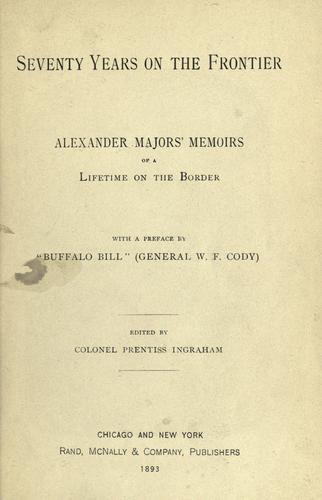 SEVENTY YEARS ON THE FRONTIER
ALEXANDER MAJORS' MEMOIRS
OF A
LIFETIME ON THE BORDER
WITH A PREFACE BY
"BUFFALO BILL" (GENERAL W. F. CODY)
EDITED BY
COLONEL PRENTISS INGRAHAM
CHICAGO AND NEW YORK
RAND, MCNALLY & COMPANY, PUBLISHERS
1893